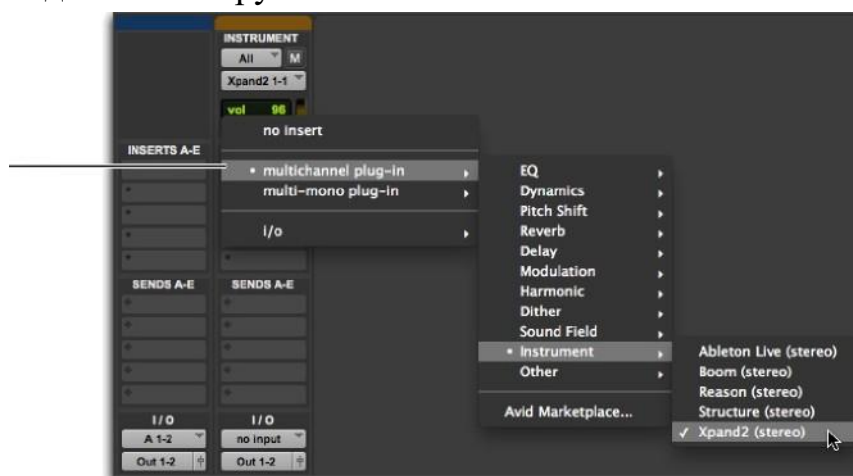 INSTRUMENT
All
M
Xpand2 1-1
vol 96
no insert
INSERTS A-E
• multichannel plug-in
multi-mono plug-in
i/o
EQ
Dynamics
Pitch Shift
Reverb
Delay
Modulation
Harmonic
Dither
Sound Field
• Instrument
Other
Avid Marketplace...
Ableton Live (stereo)
Boom (stereo)
Reason (stereo)
Structure (stereo)
✓ Xpand2 (stereo)
SENDS A-E
SENDS A-E
I/O
I/O
A 1-2
no input
Out 1-2
Out 1-2